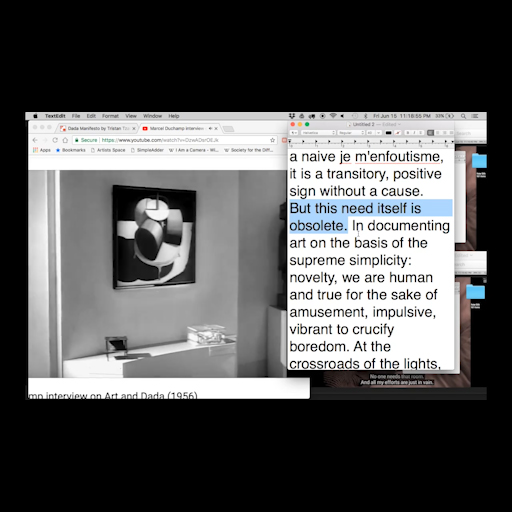 TextEdit File Edit Format View Window Help
Fri Jun 15 11:18:55 PM
Dada Manifesto by Tristan Tza
Marcel Duchamp interview
Secure https://www.youtube.com/watch?v=DzwADsrOEJk
Apps Bookmarks Artists Space SimpleAdder I Am a Camera – Society for the Diff
Untitled 2
Helvetica Regular
a naive je m'enfoutisme,
it is a transitory, positive
sign without a cause.
But this need itself is
obsolete. In documenting
art on the basis of the
supreme simplicity:
novelty, we are human
and true for the sake of
amusement, impulsive,
vibrant to crucify
boredom. At the
crossroads of the lights,
mp interview on Art and Dada (1956)
No one needs that room.
And all my efforts are just in vain.